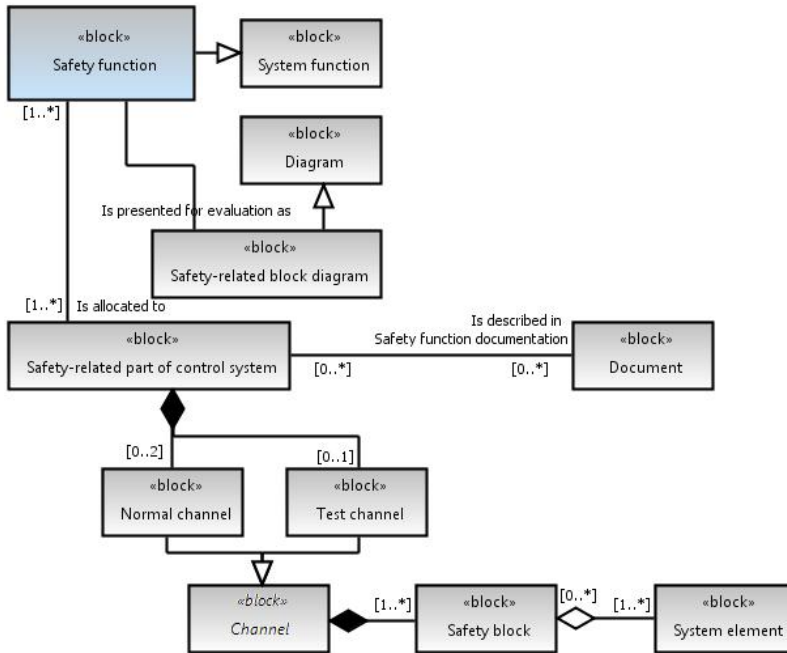 «block»
Safety function
«block»
System function
[1..*]
«block»
Diagram
Is presented for evaluation as
«block»
Safety-related block diagram
[1..*]
Is allocated to
«block»
Safety-related part of control system
Is described in
Safety function documentation
[0..*]
[0..*]
«block»
Document
[0..2]
[0..1]
«block»
Normal channel
«block»
Test channel
«block»
Channel
[1..*]
«block»
Safety block
[0..*]
[1..*]
«block»
System element